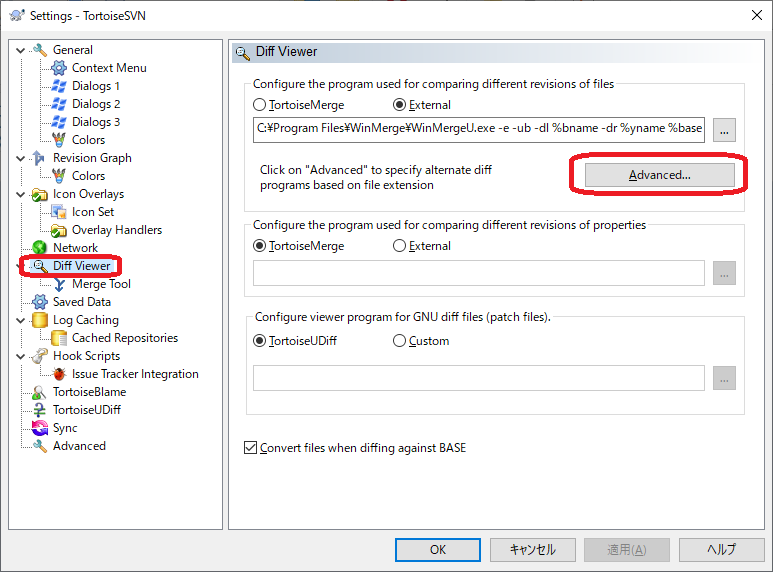 Settings - TortoiseSVN
General
Context Menu
Dialogs 1
Dialogs 2
Dialogs 3
Colors
Revision Graph
Colors
Icon Overlays
Icon Set
Overlay Handlers
Network
Diff Viewer
Merge Tool
Saved Data
Log Caching
Cached Repositories
Hook Scripts
Issue Tracker Integration
TortoiseBlame
TortoiseUDiff
Sync
Advanced
Diff Viewer
Configure the program used for comparing different revisions of files
TortoiseMerge External
C:¥Program Files¥WinMerge¥WinMergeU.exe -e -ub -dl %bname -dr %yname %base ...
Click on "Advanced" to specify alternate diff
programs based on file extension
Advanced...
Configure the program used for comparing different revisions of properties
TortoiseMerge External
...
Configure viewer program for GNU diff files (patch files).
TortoiseUDiff Custom
...
Convert files when diffing against BASE
OK キャンセル 適用(A) ヘルプ